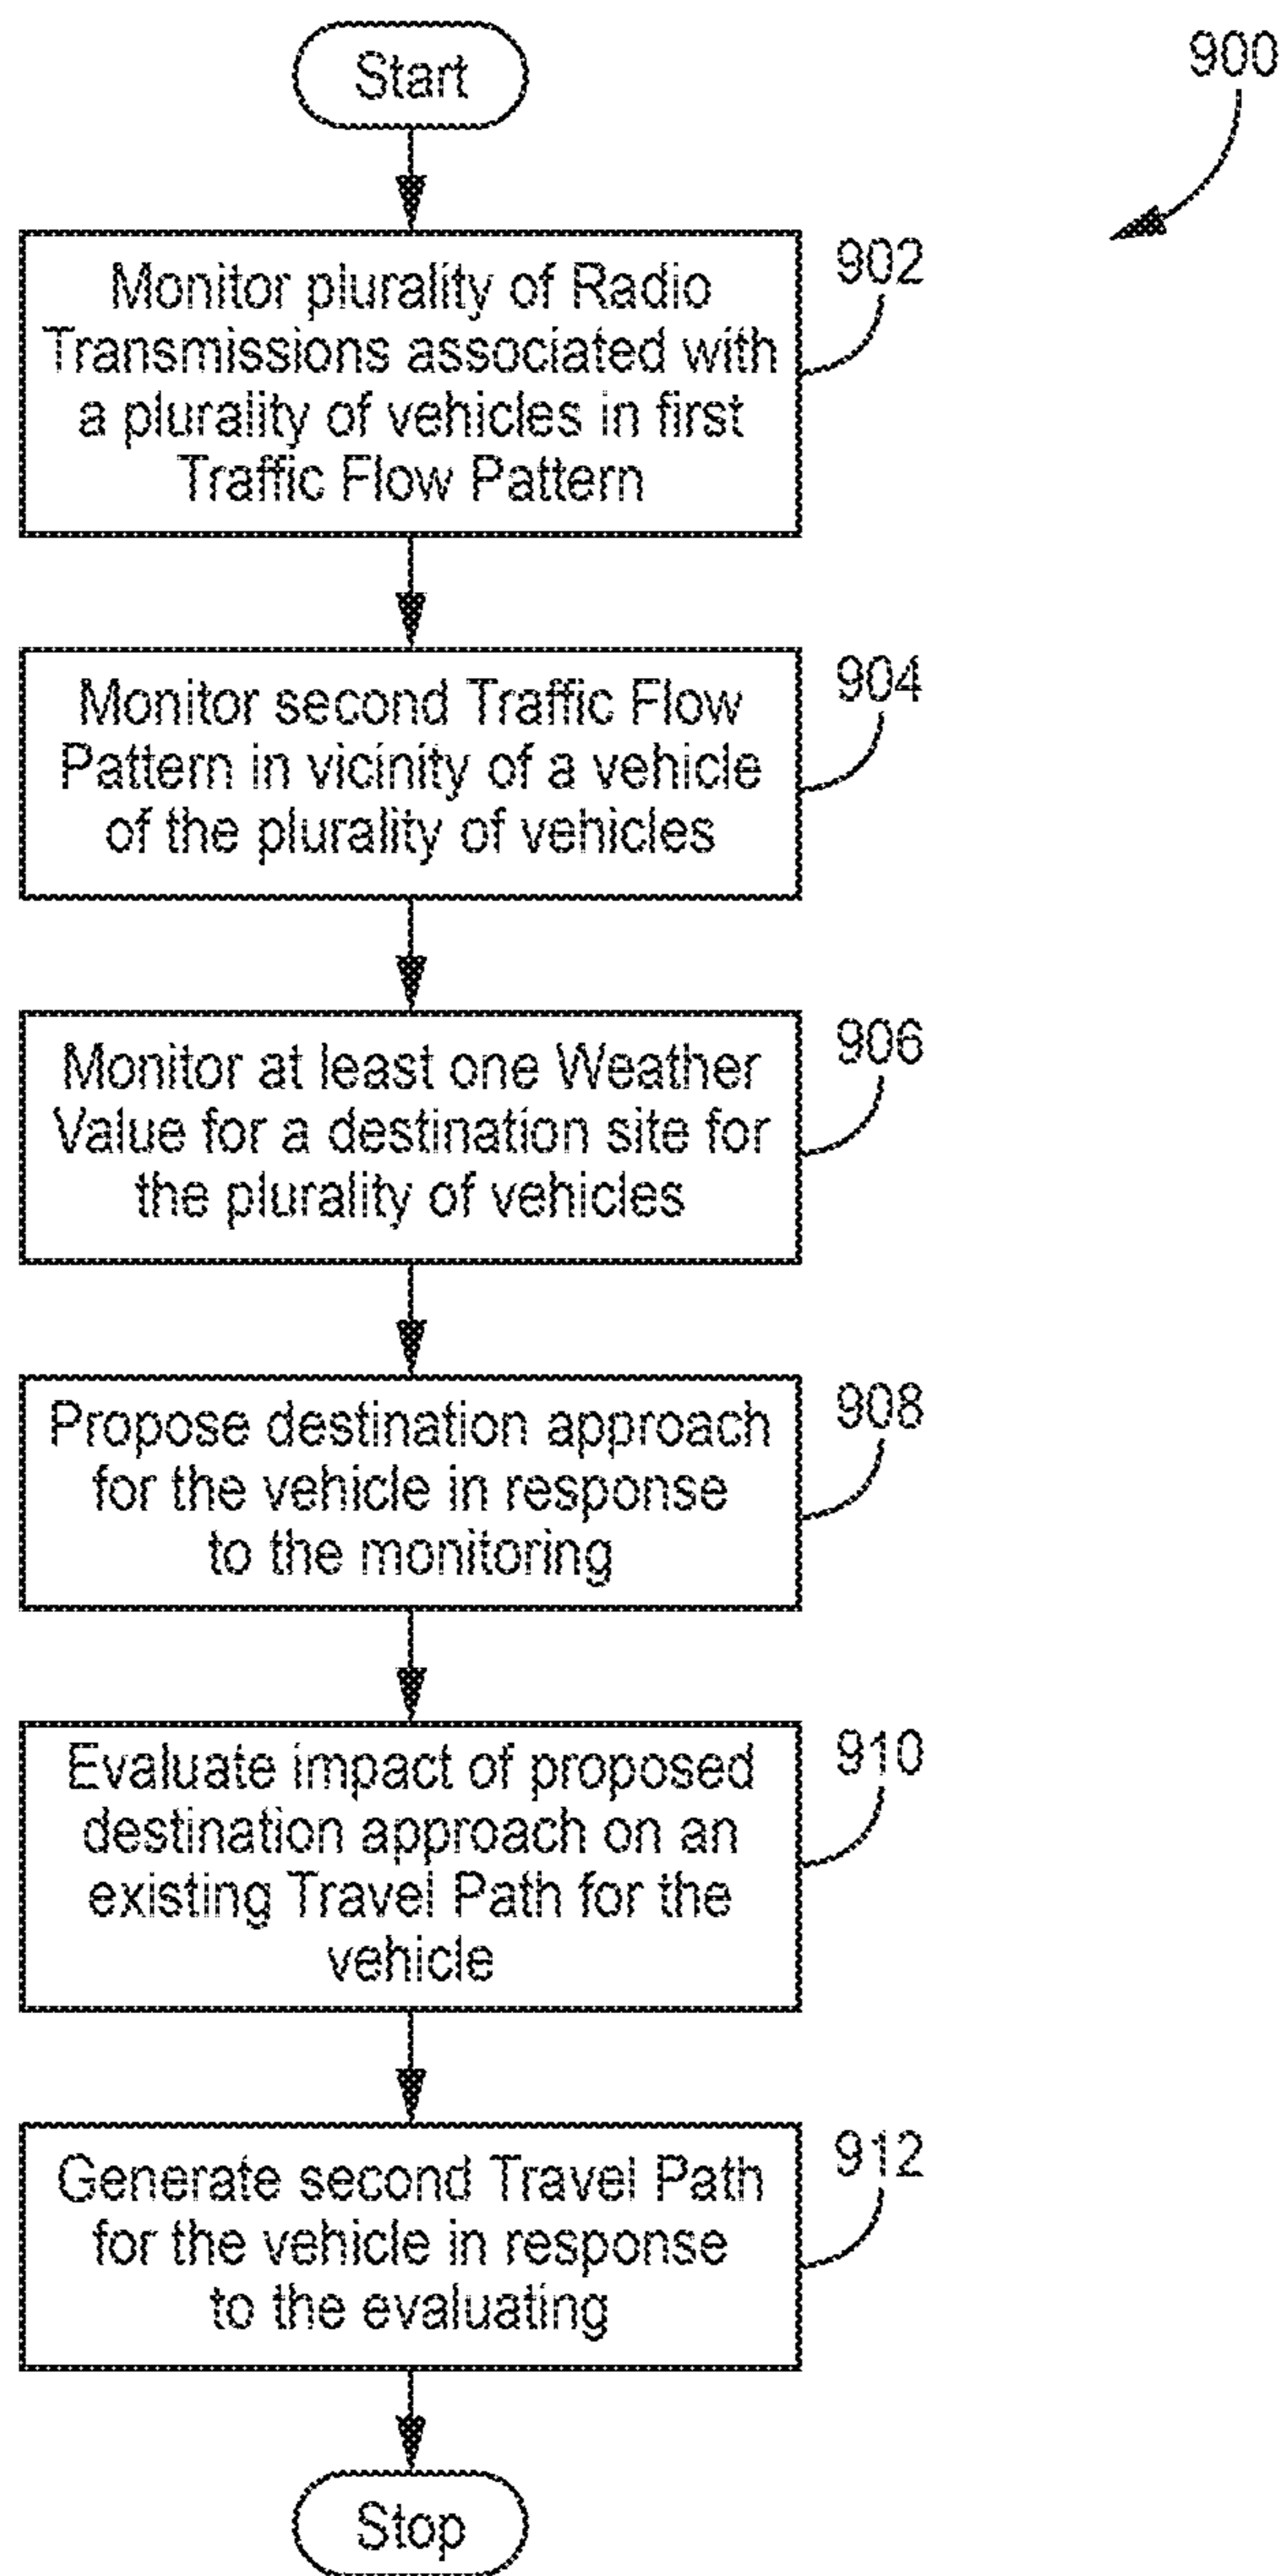 Start
900
Monitor plurality of Radio
Transmissions associated with
a plurality of vehicles in first
Traffic Flow Pattern
902
Monitor second Traffic Flow
Pattern in vicinity of a vehicle
of the plurality of vehicles
904
Monitor at least one Weather
Value for a destination site for
the plurality of vehicles
906
Propose destination approach
for the vehicle in response
to the monitoring
908
Evaluate impact of proposed
destination approach on an
existing Travel Path for the
vehicle
910
Generate second Travel Path
for the vehicle in response
to the evaluating
912
Stop